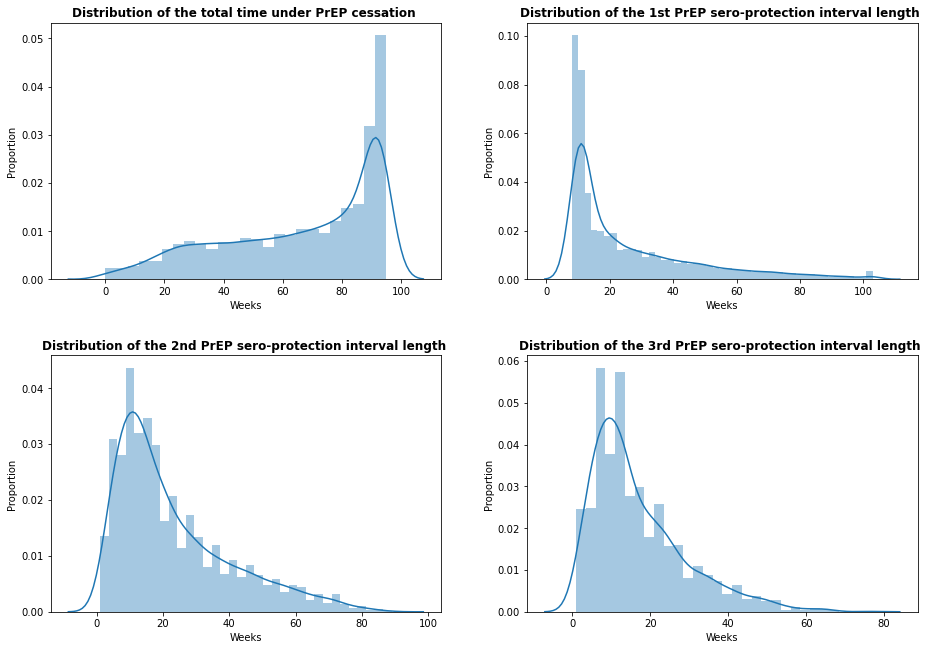 Distribution of the total time under PrEP cessation
0.05
0.04
0.03
0.02
0.01
0.00
Proportion
0 20 40 60 80 100
Weeks
Distribution of the 1st PrEP sero-protection interval length
0.10
0.08
0.06
0.04
0.02
0.00
Proportion
0 20 40 60 80 100
Weeks
Distribution of the 2nd PrEP sero-protection interval length
0.04
0.03
0.02
0.01
0.00
Proportion
0 20 40 60 80 100
Weeks
Distribution of the 3rd PrEP sero-protection interval length
0.06
0.05
0.04
0.03
0.02
0.01
0.00
Proportion
0 20 40 60 80
Weeks